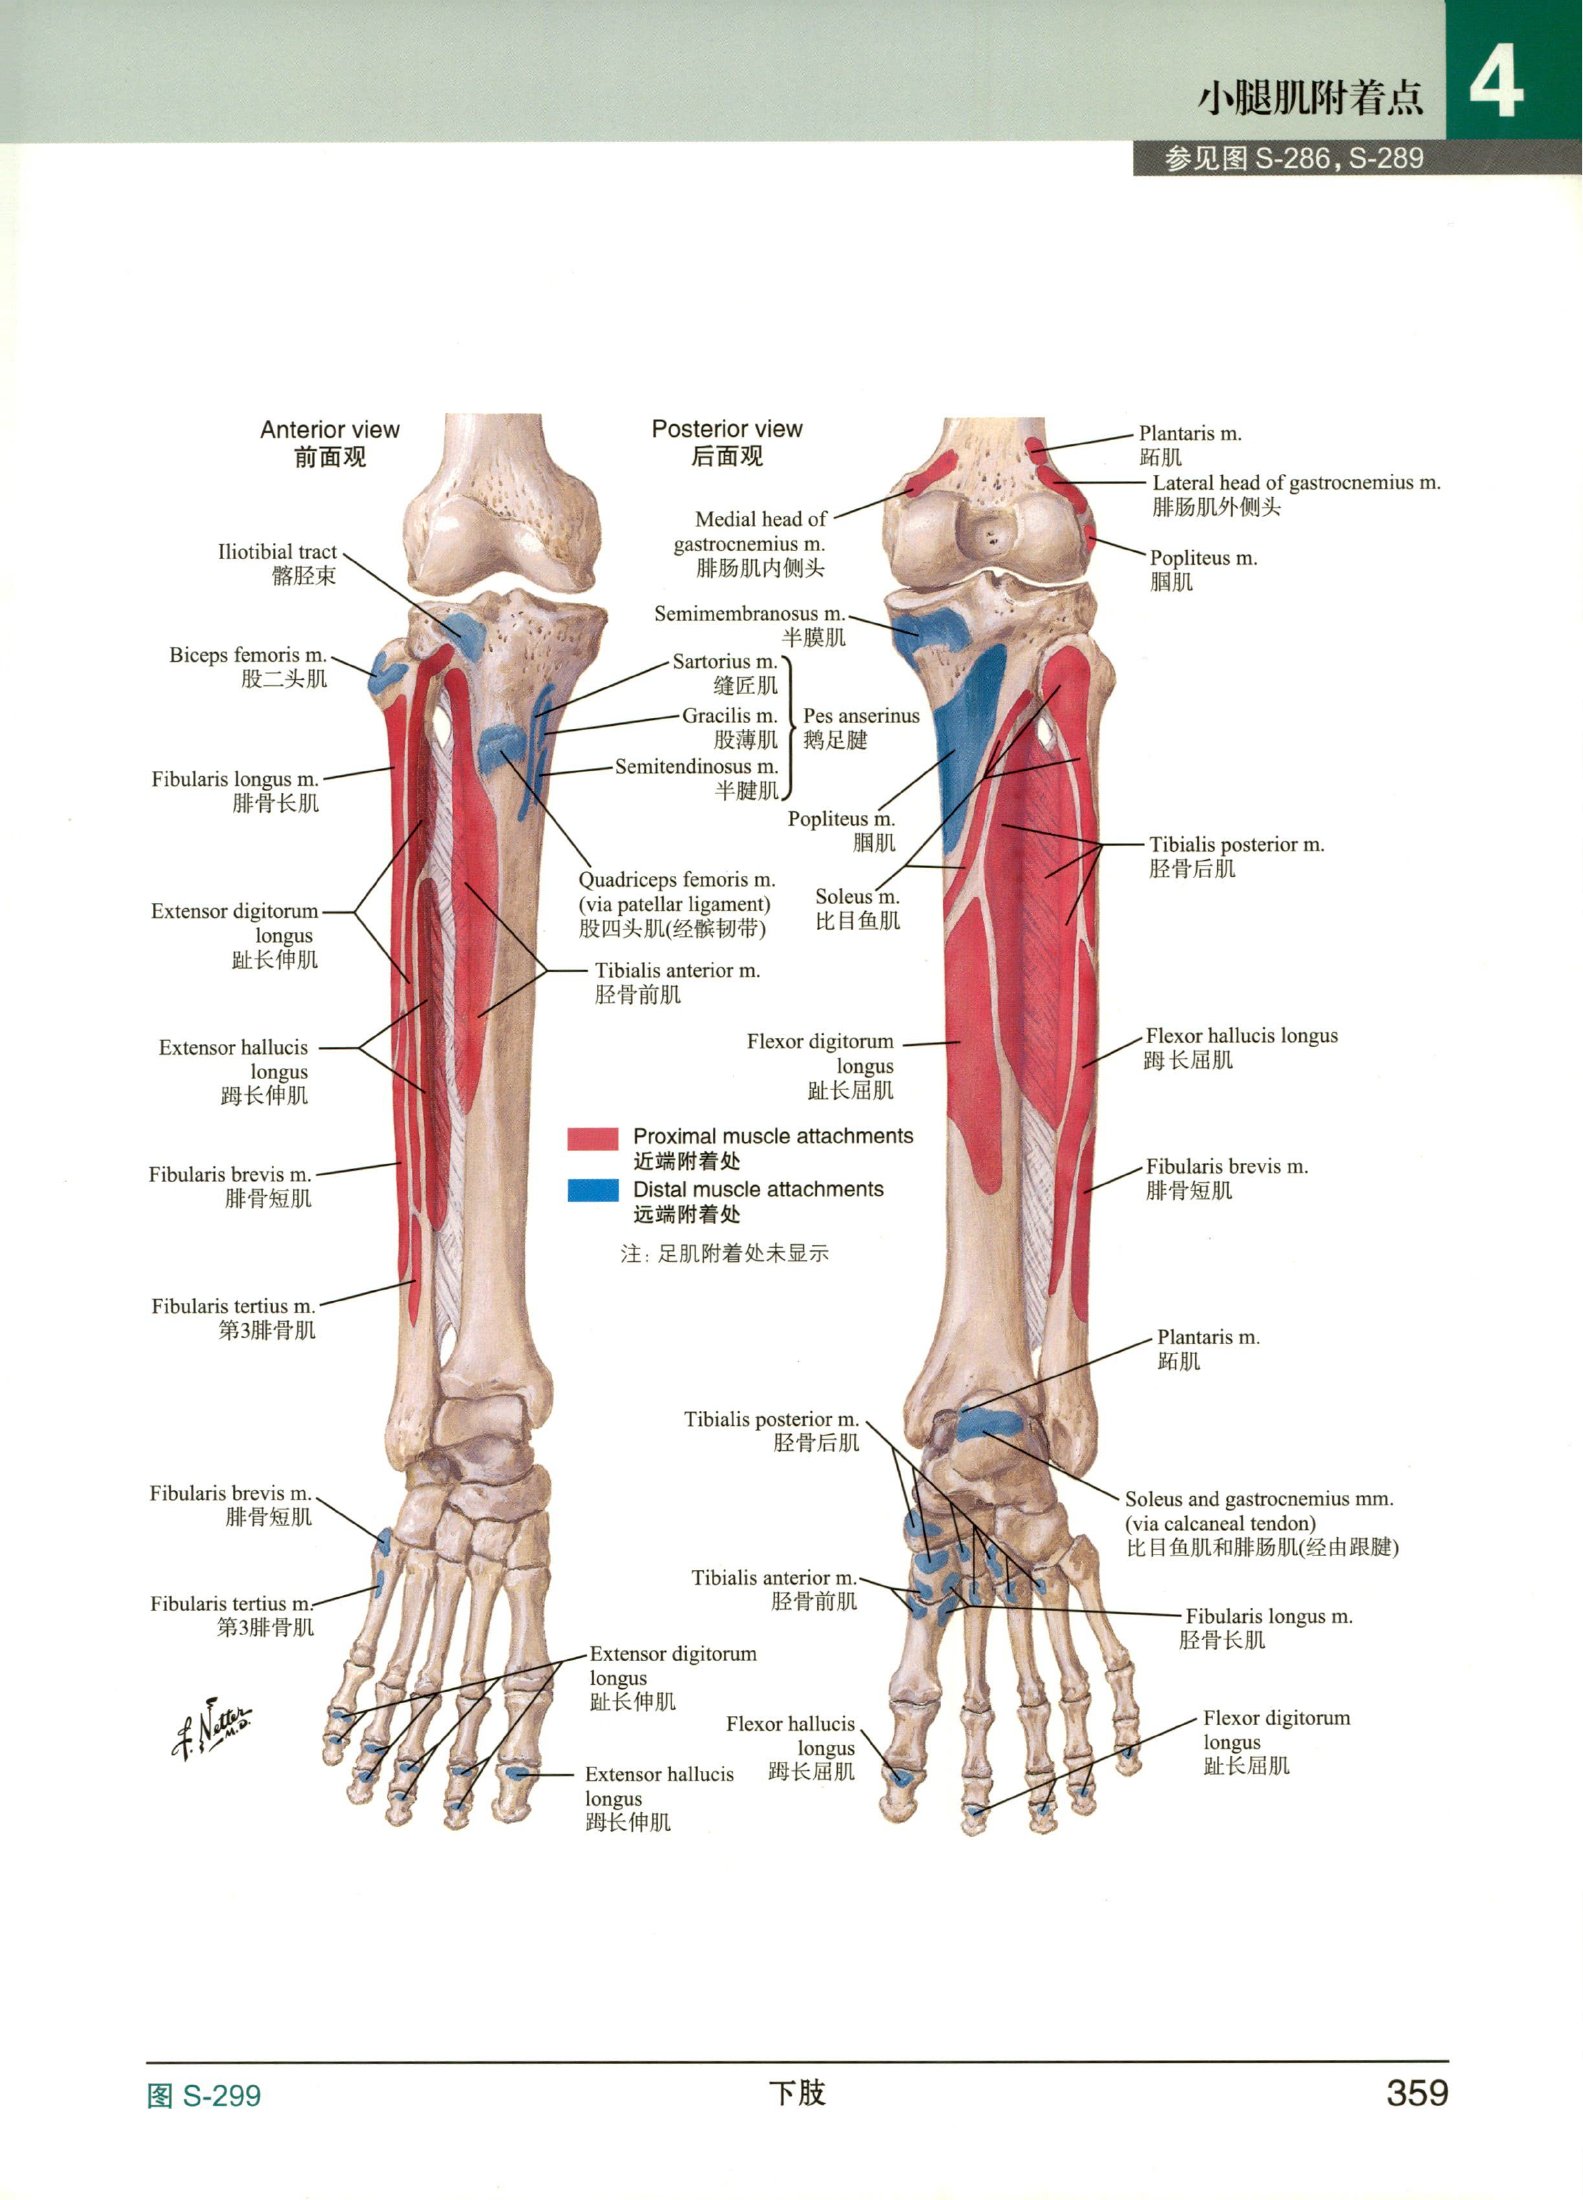 小腿肌附着点
4
参见图 S-286, S-289
Anterior view
前面观
Iliotibial tract
髂胫束
Biceps femoris m.
股二头肌
Fibularis longus m.
腓骨长肌
Extensor digitorum
longus
趾长伸肌
Extensor hallucis
longus
𧿹长伸肌
Fibularis brevis m.
腓骨短肌
Fibularis tertius m.
第3腓骨肌
Fibularis brevis m.
腓骨短肌
Fibularis tertius m.
第3腓骨肌
F. Netter
M.D.
Posterior view
后面观
Medial head of
gastrocnemius m.
腓肠肌内侧头
Semimembranosus m.
半膜肌
Sartorius m.
缝匠肌
Gracilis m.
股薄肌
Semitendinosus m.
半腱肌
Pes anserinus
鹅足腱
Popliteus m.
腘肌
Quadriceps femoris m.
(via patellar ligament)
股四头肌(经髌韧带)
Soleus m.
比目鱼肌
Tibialis anterior m.
胫骨前肌
Flexor digitorum
longus
趾长屈肌
Proximal muscle attachments
近端附着处
Distal muscle attachments
远端附着处
注: 足肌附着处未显示
Tibialis posterior m.
胫骨后肌
Tibialis anterior m.
胫骨前肌
Extensor digitorum
longus
趾长伸肌
Flexor hallucis
longus
𧿹长屈肌
Extensor hallucis
longus
𧿹长伸肌
Plantaris m.
跖肌
Lateral head of gastrocnemius m.
腓肠肌外侧头
Popliteus m.
腘肌
Tibialis posterior m.
胫骨后肌
Flexor hallucis longus
𧿹长屈肌
Fibularis brevis m.
腓骨短肌
Plantaris m.
跖肌
Soleus and gastrocnemius mm.
(via calcaneal tendon)
比目鱼肌和腓肠肌(经由跟腱)
Fibularis longus m.
胫骨长肌
Flexor digitorum
longus
趾长屈肌
图 S-299
下肢
359